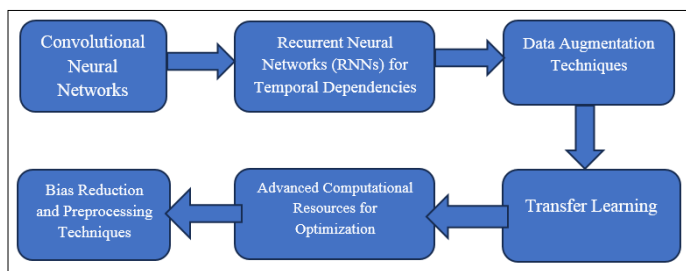 Convolutional
Neural
Networks
Recurrent Neural
Networks (RNNs) for
Temporal Dependencies
Data Augmentation
Techniques
Transfer Learning
Advanced Computational
Resources for
Optimization
Bias Reduction
and Preprocessing
Techniques